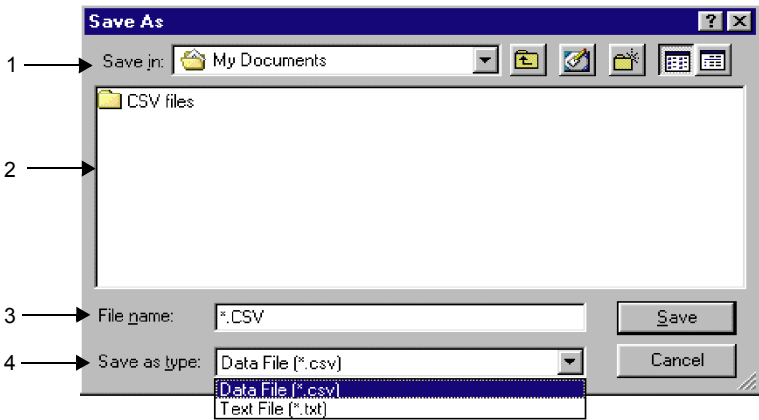 Save As
1
Save in:
My Documents
CSV files
2
3
File name:
*.CSV
Save
4
Save as type:
Data File (*.csv)
Cancel
Data File (*.csv)
Text File (*.txt)